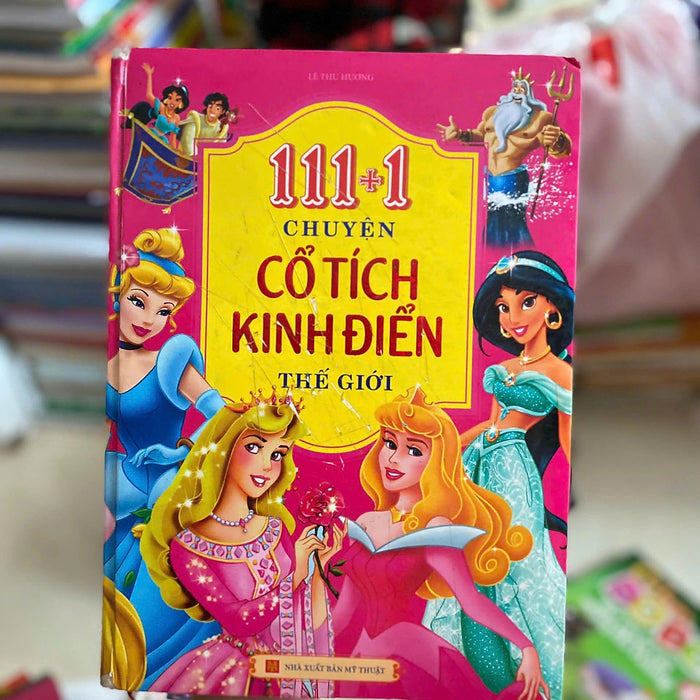 LÊ THU HƯƠNG
111+1
CHUYỆN
CỔ TÍCH
KINH ĐIỂN
THẾ GIỚI
NHÀ XUẤT BẢN MỸ THUẬT